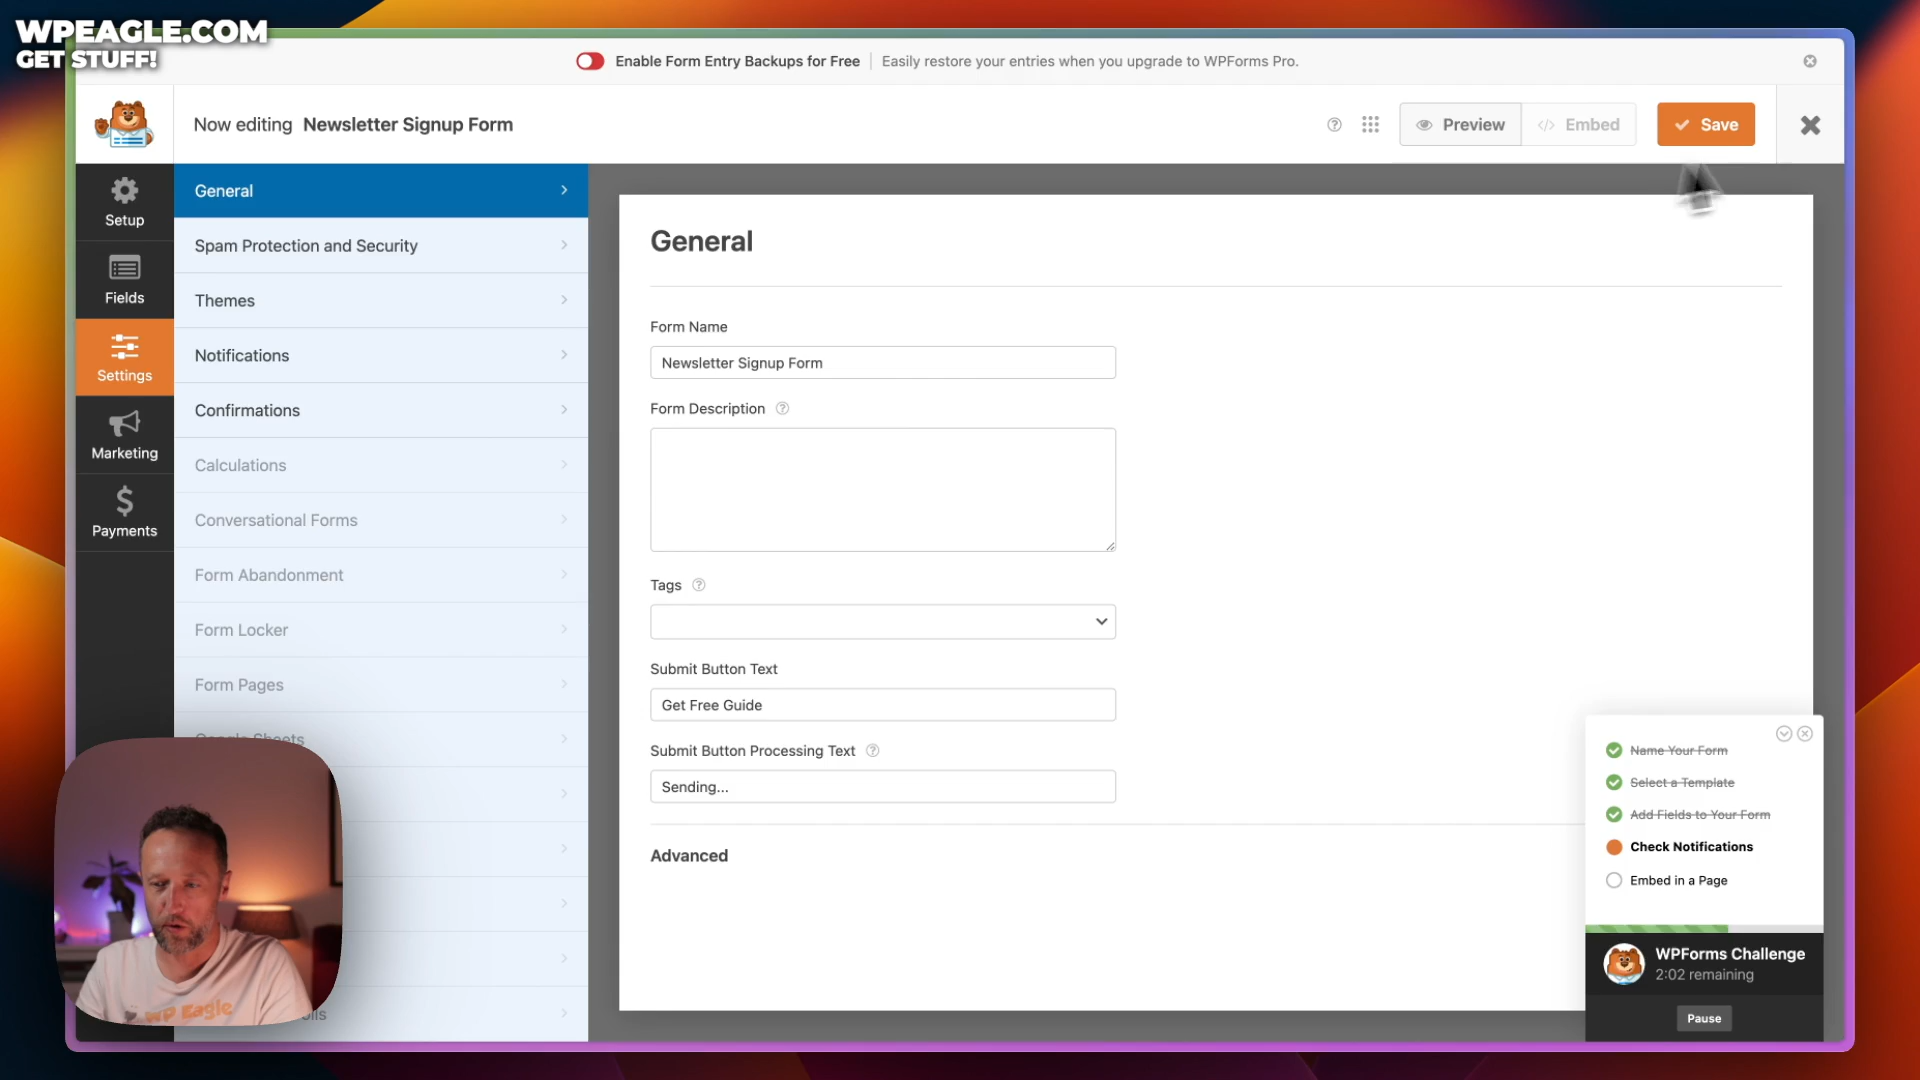 WPEAGLE.COM
GET STUFF!
Enable Form Entry Backups for Free
Easily restore your entries when you upgrade to WPForms Pro.
Now editing Newsletter Signup Form
Preview
Embed
Save
Setup
Fields
Settings
Marketing
Payments
General
Spam Protection and Security
Themes
Notifications
Confirmations
Calculations
Conversational Forms
Form Abandonment
Form Locker
Form Pages
Google Sheets
General
Form Name
Newsletter Signup Form
Form Description
Tags
Submit Button Text
Get Free Guide
Submit Button Processing Text
Sending...
Advanced
Name Your Form
Select a Template
Add Fields to Your Form
Check Notifications
Embed in a Page
WPForms Challenge
2:02 remaining
Pause
WP Eagle